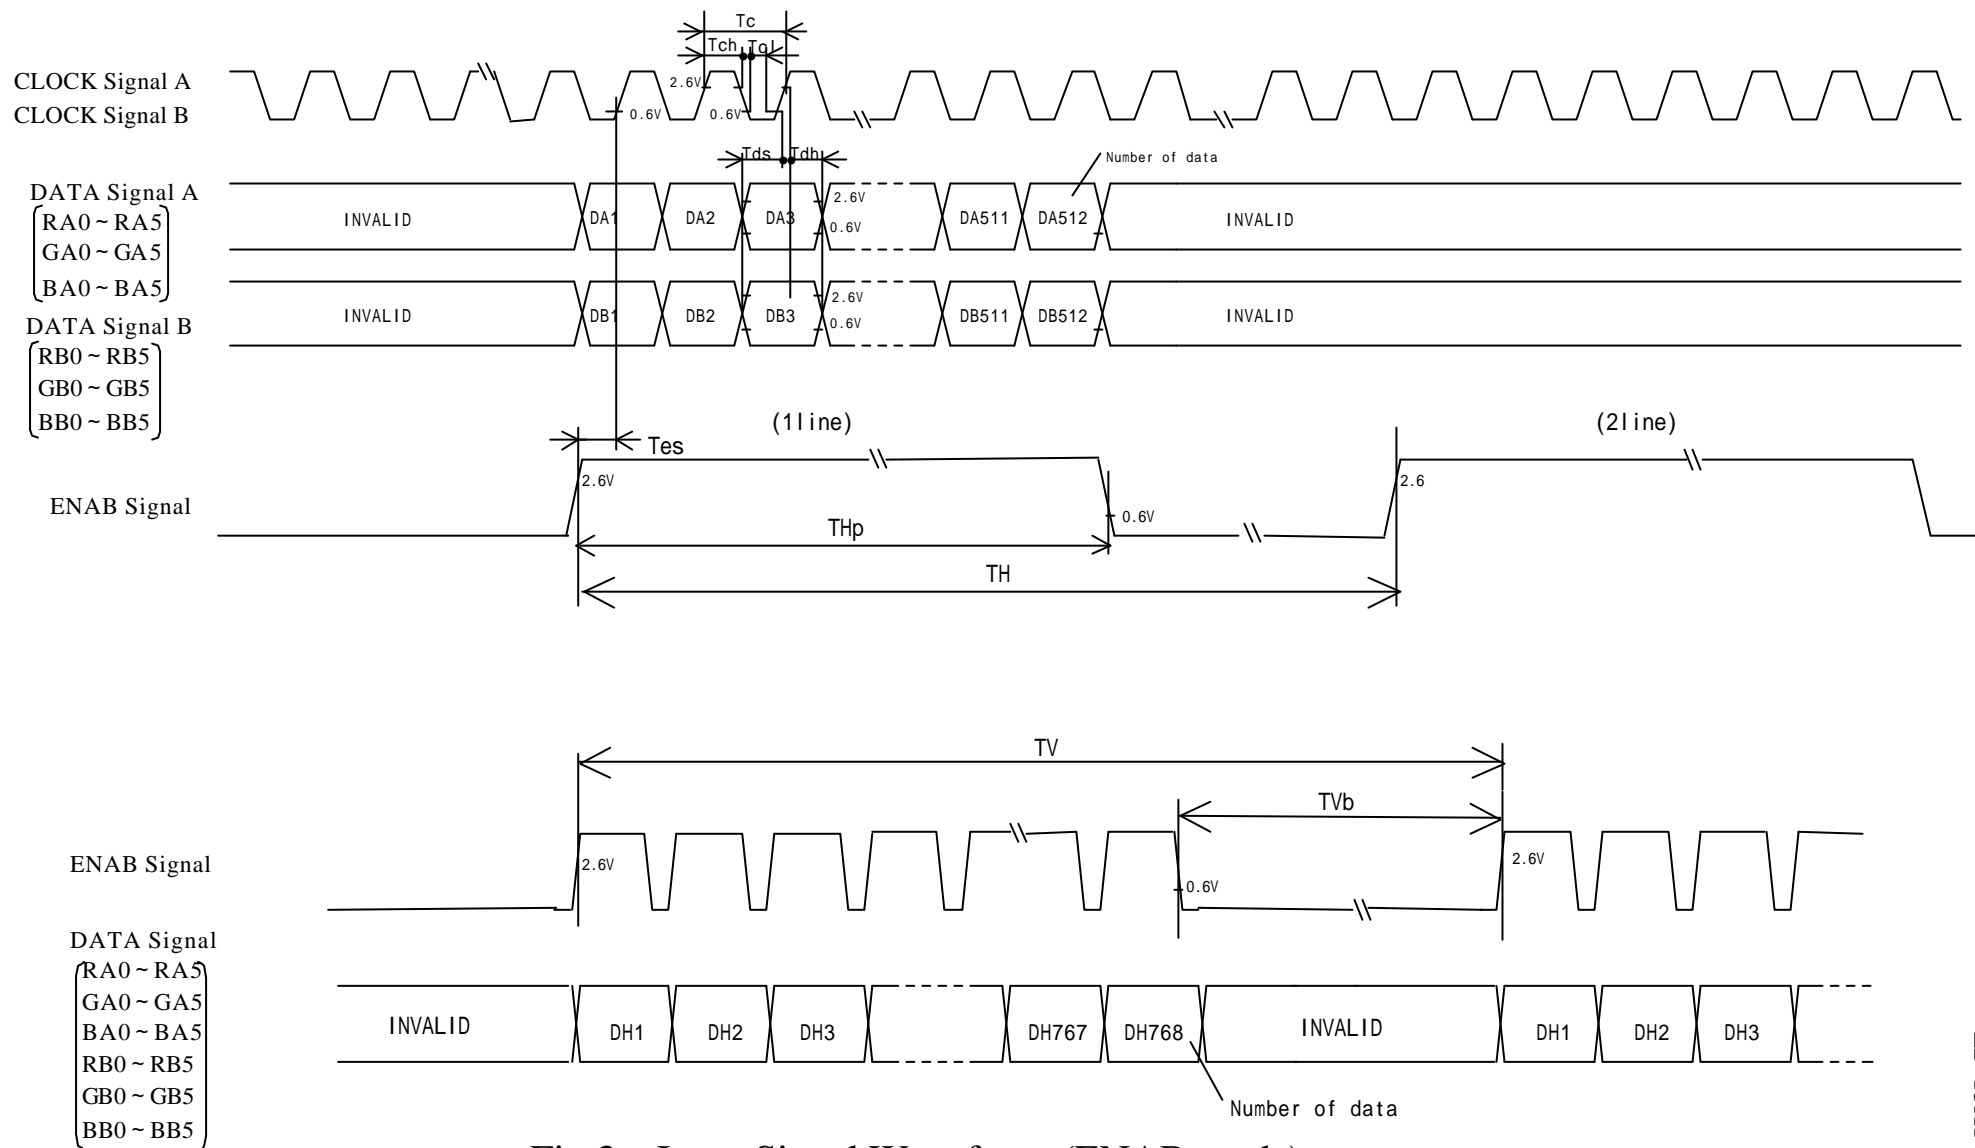 Tc
Tch Tcl
CLOCK Signal A
CLOCK Signal B
2.6V
0.6V
0.6V
Tds Tdh
Number of data
DATA Signal A
RA0 ~ RA5
GA0 ~ GA5
BA0 ~ BA5
INVALID DA1 DA2 DA3 DA511 DA512 INVALID
2.6V
0.6V
DATA Signal B
RB0 ~ RB5
GB0 ~ GB5
BB0 ~ BB5
INVALID DB1 DB2 DB3 DB511 DB512 INVALID
2.6V
0.6V
(1line) (2line)
Tes
ENAB Signal
2.6V
0.6V
2.6
THp
TH
TV
TVb
ENAB Signal
2.6V
0.6V
2.6V
DATA Signal
RA0 ~ RA5
GA0 ~ GA5
BA0 ~ BA5
RB0 ~ RB5
GB0 ~ GB5
BB0 ~ BB5
INVALID DH1 DH2 DH3 DH767 DH768 INVALID DH1 DH2 DH3
Number of data